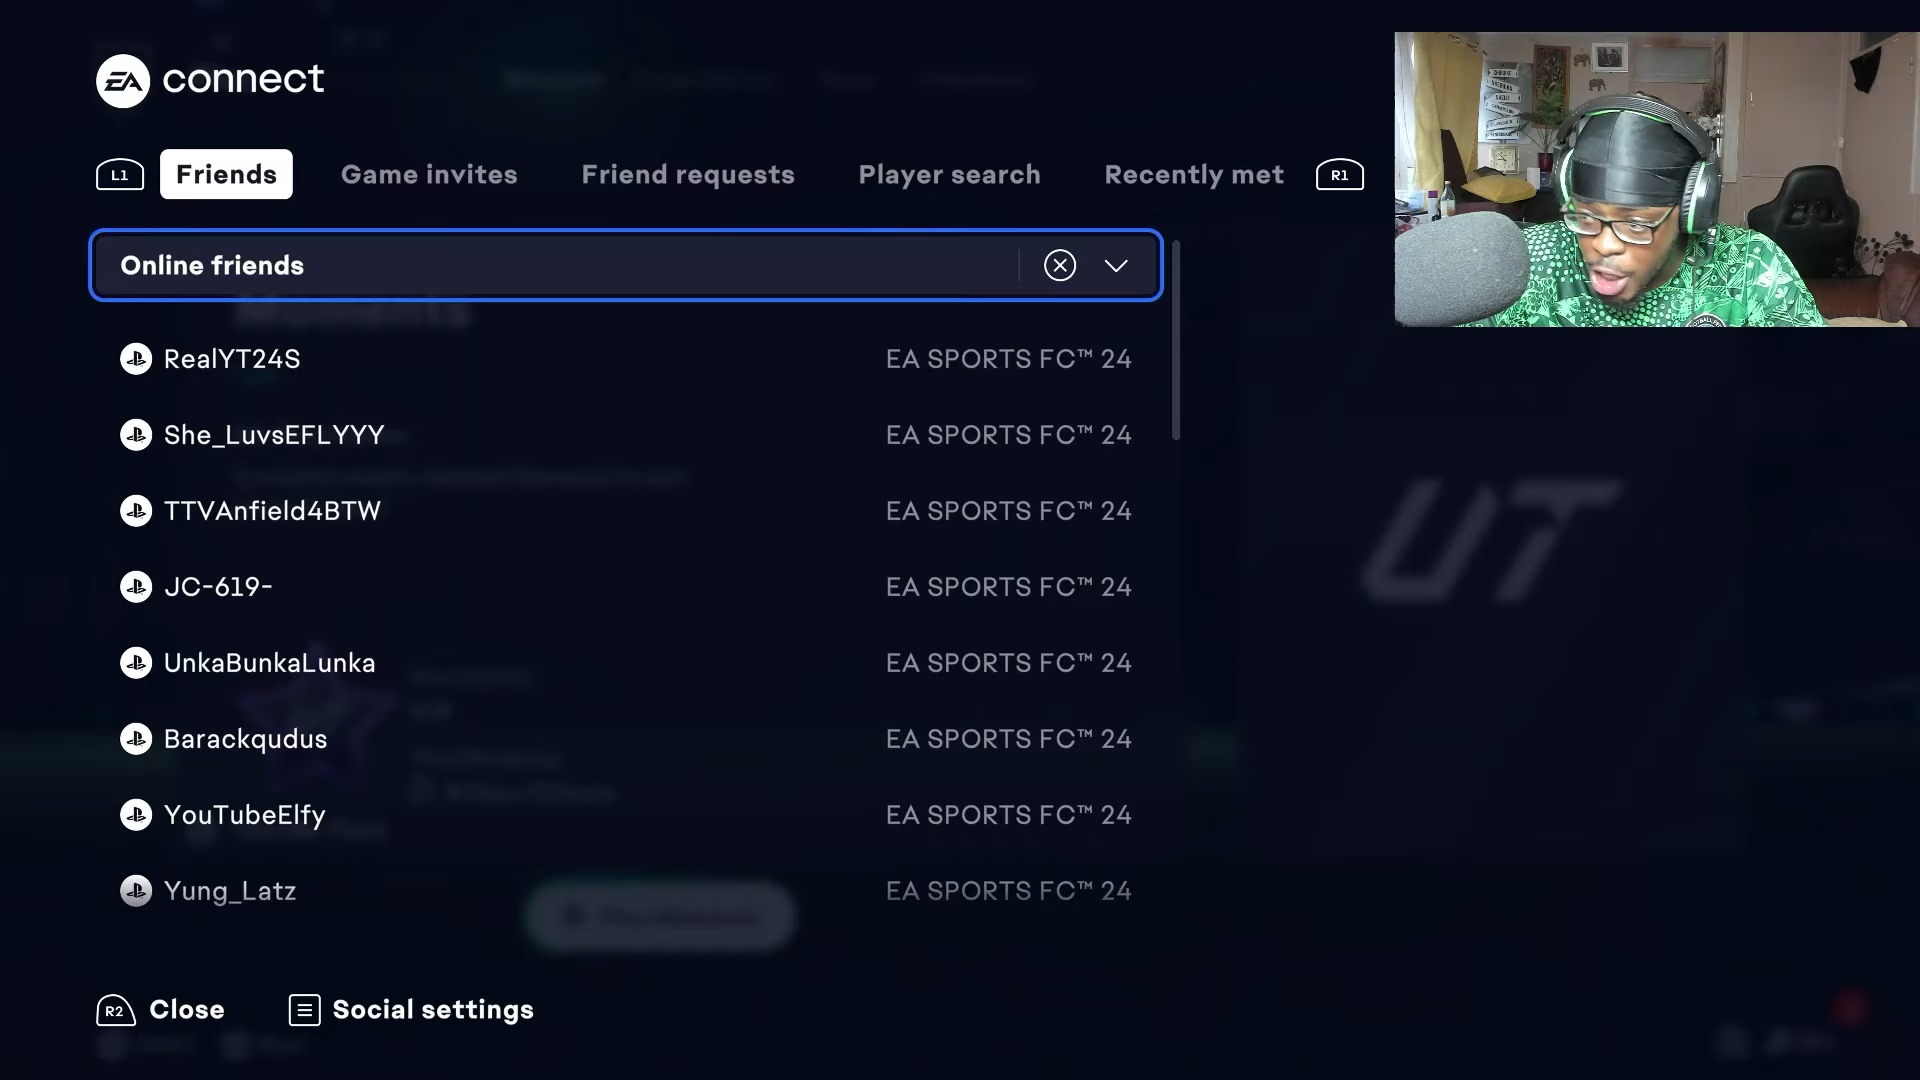 EA connect
L1 Friends Game invites Friend requests Player search Recently met R1
Online friends
RealYT24S EA SPORTS FC™ 24
She_LuvsEFLYYY EA SPORTS FC™ 24
TTVAnfield4BTW EA SPORTS FC™ 24
JC-619- EA SPORTS FC™ 24
UnkaBunkaLunka EA SPORTS FC™ 24
Barackqudus EA SPORTS FC™ 24
YouTubeElfy EA SPORTS FC™ 24
Yung_Latz EA SPORTS FC™ 24
R2 Close Social settings
Moments
UT